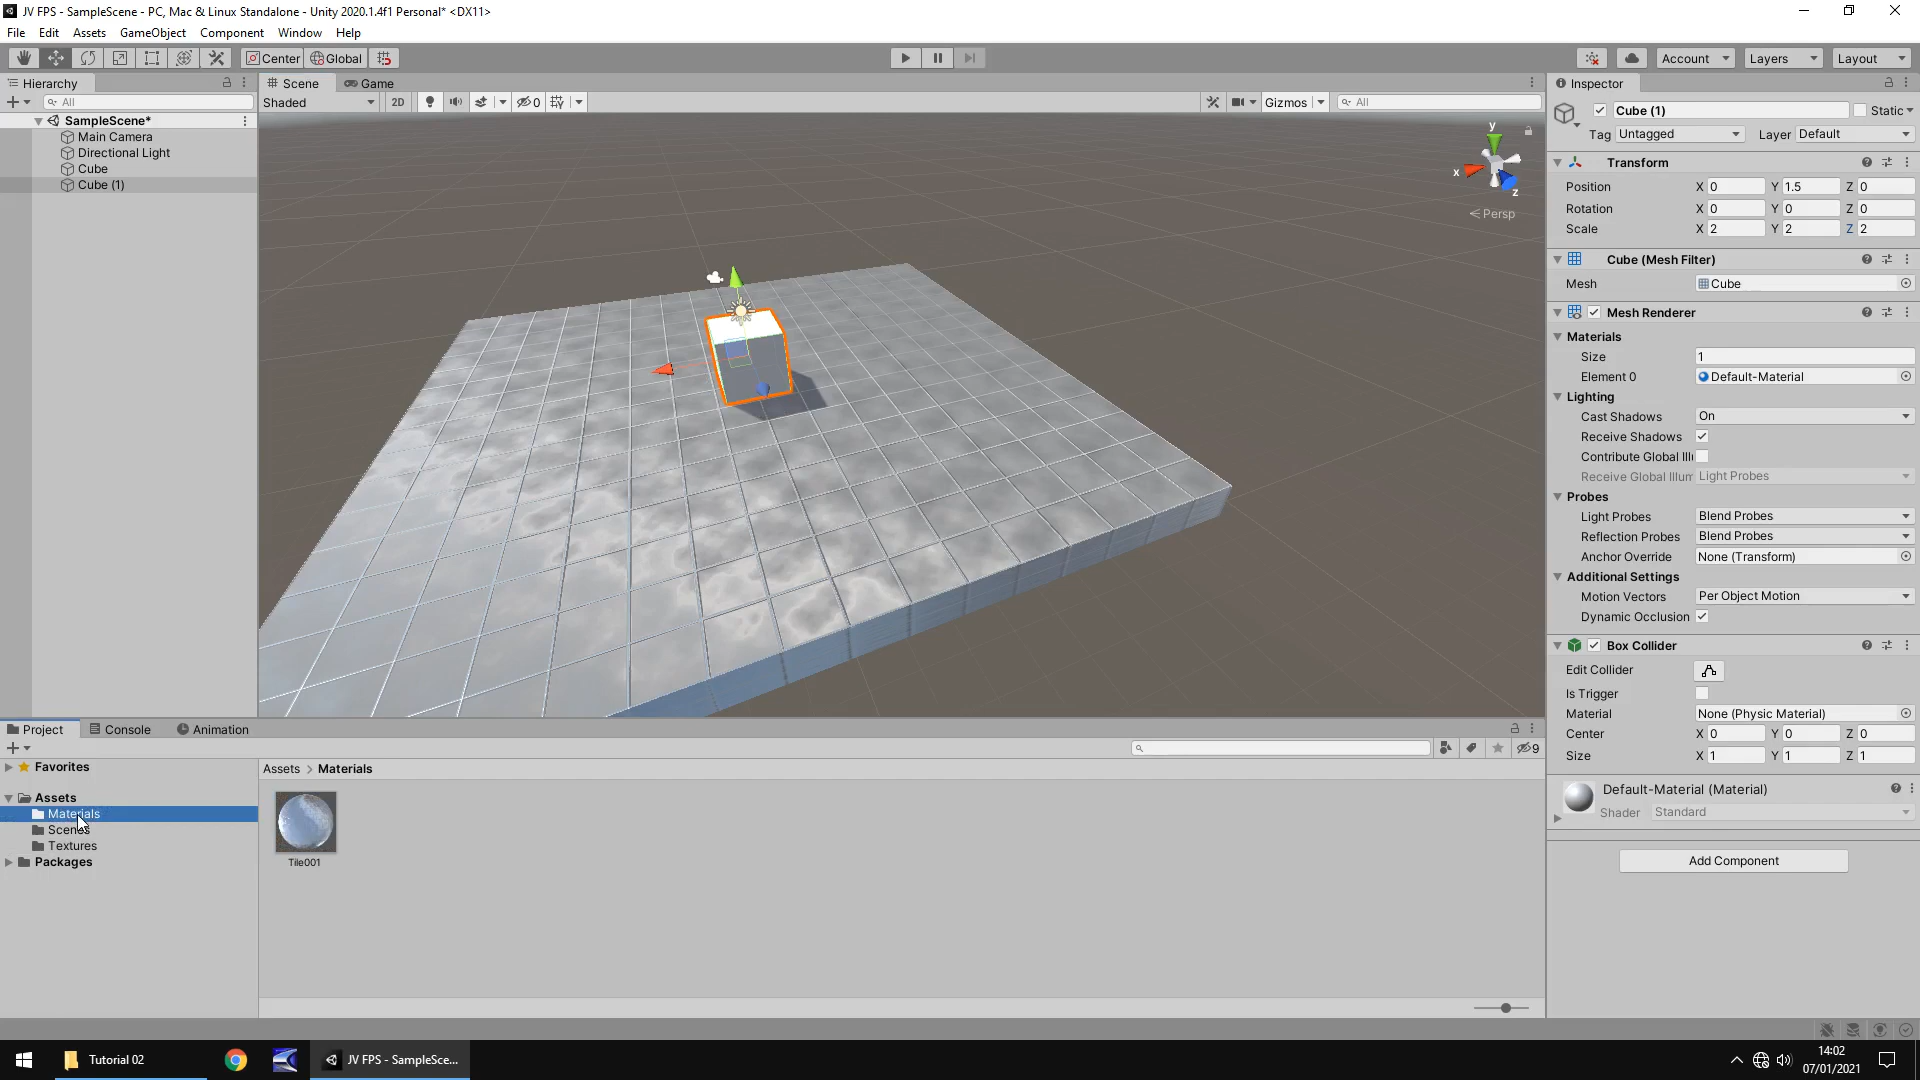 JV FPS - SampleScene - PC, Mac & Linux Standalone - Unity 2020.1.4f1 Personal* <DX11>
File Edit Assets GameObject Component Window Help
Center Global Account Layers Layout
Hierarchy
All
SampleScene*
Main Camera
Directional Light
Cube
Cube (1)
Scene Game
Shaded 2D 0 Gizmos All
y
x
z
Persp
Inspector
Cube (1) Static
Tag Untagged Layer Default
Transform
Position X 0 Y 1.5 Z 0
Rotation X 0 Y 0 Z 0
Scale X 2 Y 2 Z 2
Cube (Mesh Filter)
Mesh Cube
Mesh Renderer
Materials
Size 1
Element 0 Default-Material
Lighting
Cast Shadows On
Receive Shadows
Contribute Global Illu
Receive Global Illum Light Probes
Probes
Light Probes Blend Probes
Reflection Probes Blend Probes
Anchor Override None (Transform)
Additional Settings
Motion Vectors Per Object Motion
Dynamic Occlusion
Box Collider
Edit Collider
Is Trigger
Material None (Physic Material)
Center X 0 Y 0 Z 0
Size X 1 Y 1 Z 1
Default-Material (Material)
Shader Standard
Add Component
Project Console Animation
9
Favorites
Assets
Materials
Scenes
Textures
Packages
Assets > Materials
Tile001
Tutorial 02
JV FPS - SampleSce...
14:02
07/01/2021